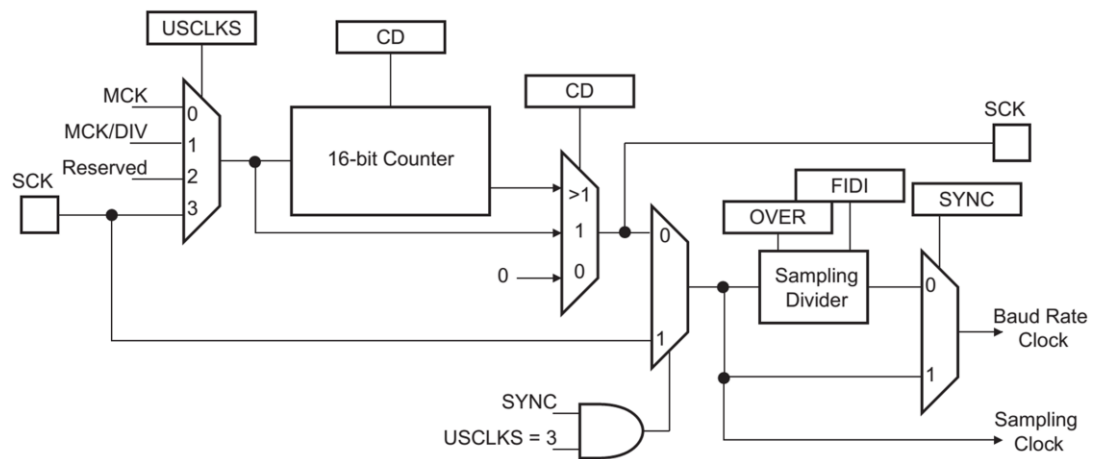 USCLKS
CD
CD
MCK
MCK/DIV
Reserved
SCK
0
1
2
3
16-bit Counter
>1
1
0
0
SCK
FIDI
OVER
SYNC
0
1
Sampling
Divider
0
1
Baud Rate
Clock
SYNC
USCLKS = 3
Sampling
Clock